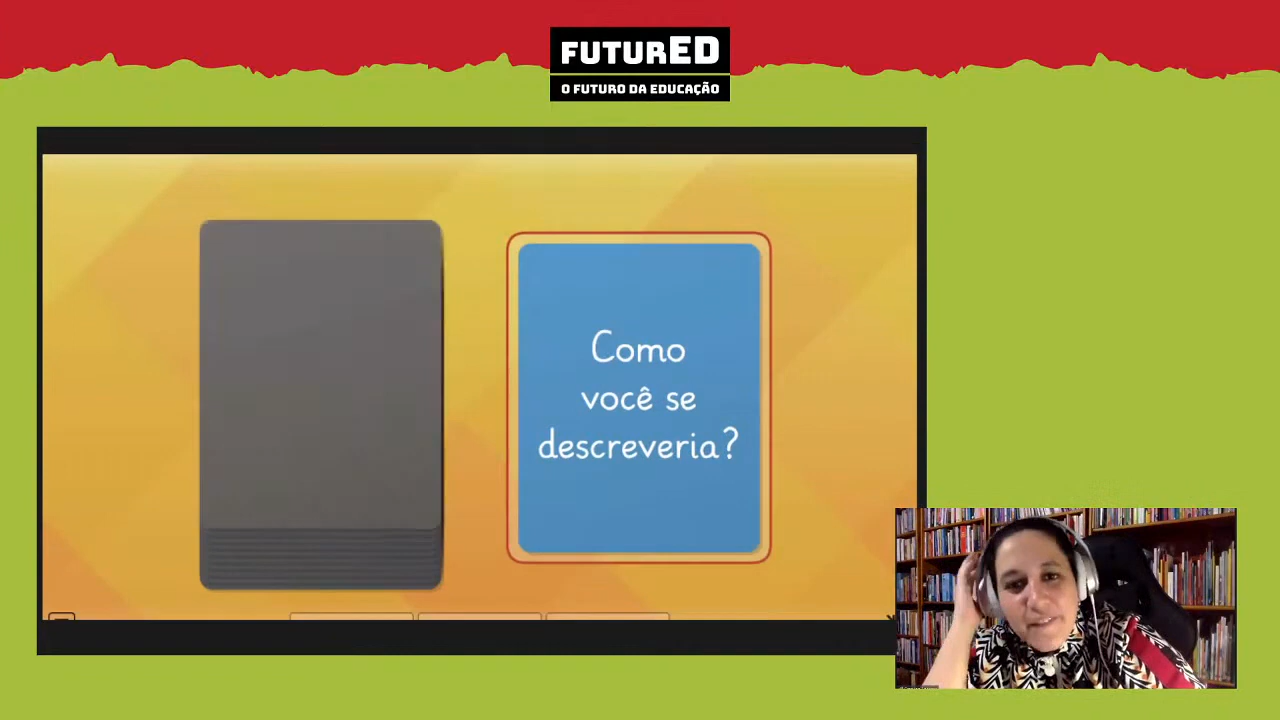 FUTURED
O FUTURO DA EDUCAÇÃO
Como
você se
descreveria?